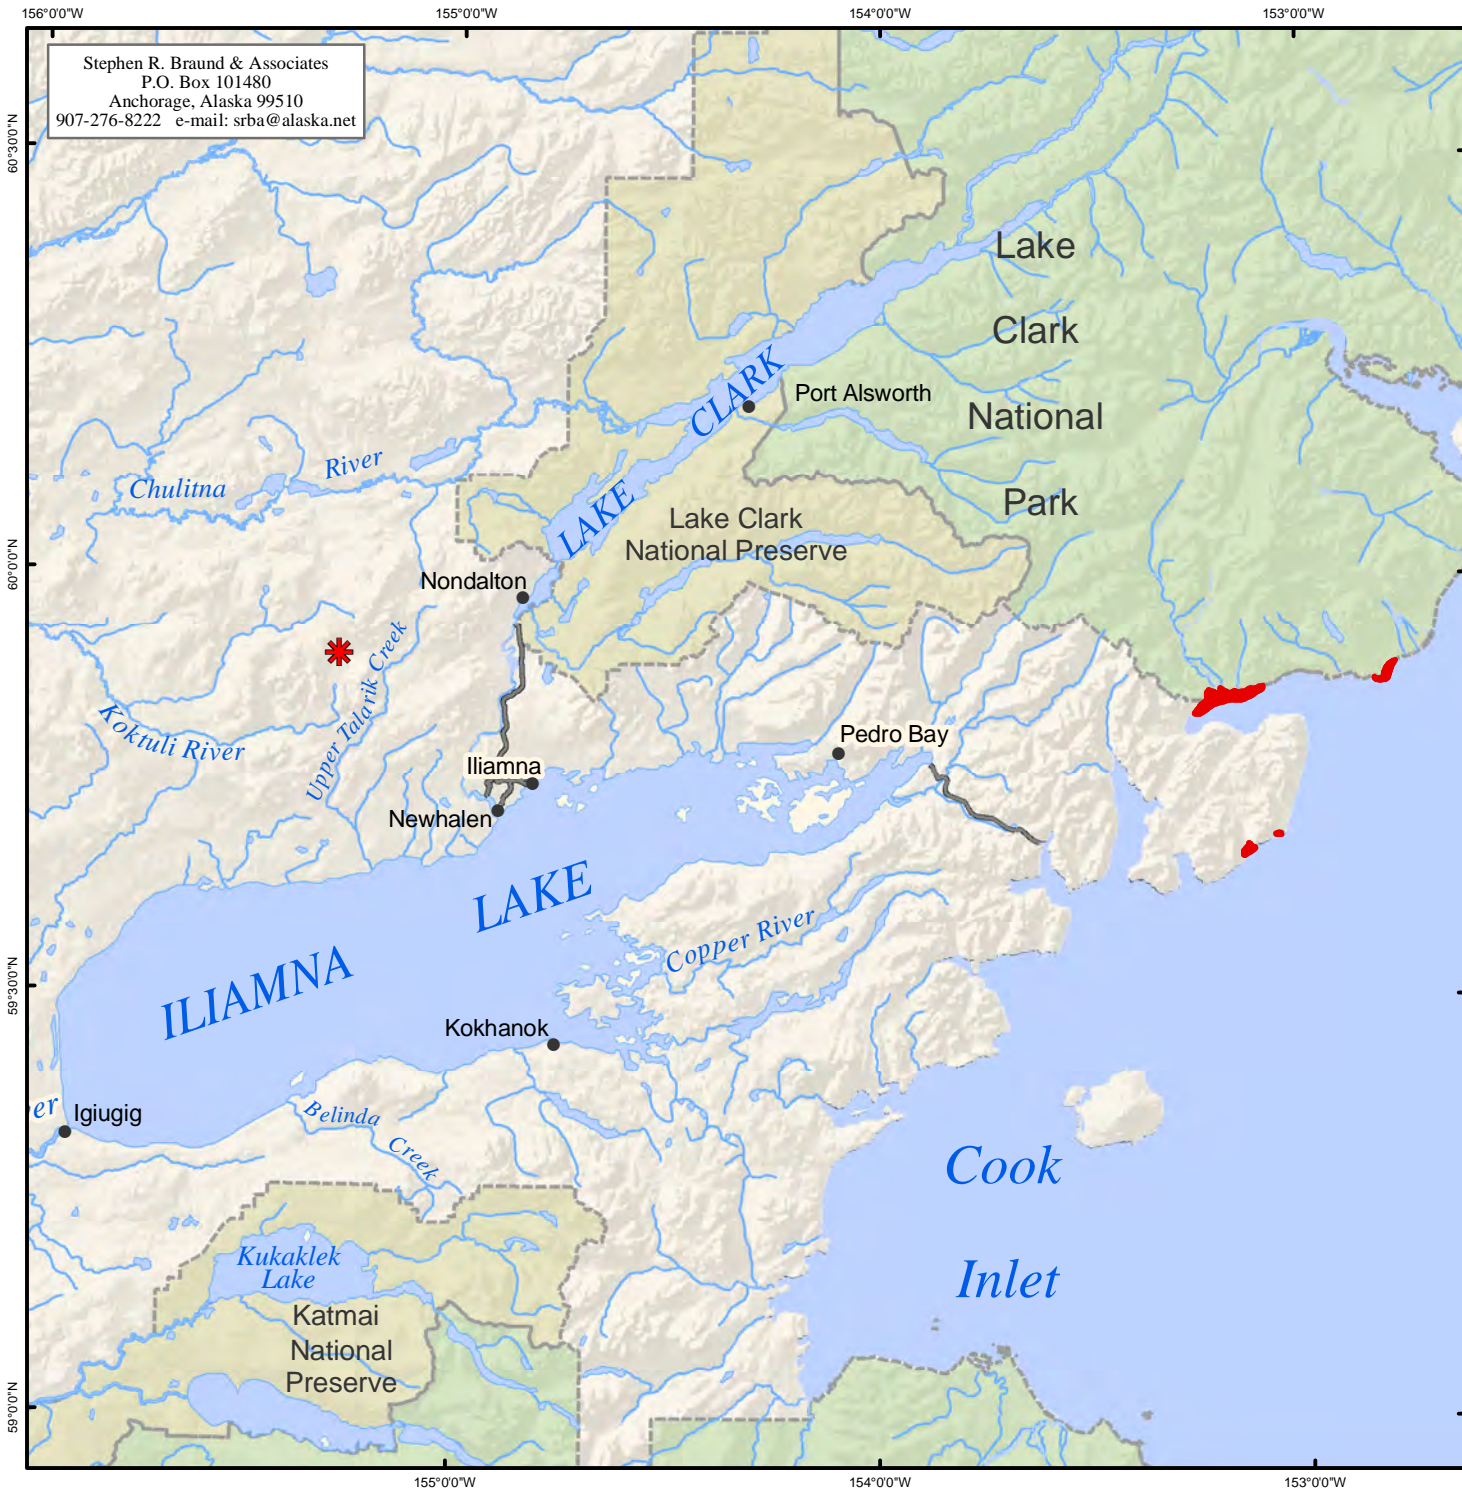 156°0'0"W
155°0'0"W
154°0'0"W
153°0'0"W
Stephen R. Braund & Associates
P.O. Box 101480
Anchorage, Alaska 99510
907-276-8222 e-mail: srba@alaska.net
60°30'0"N
Lake
Clark
National
Park
Port Alsworth
LAKE CLARK
Chulitna River
Lake Clark
National Preserve
60°0'0"N
Nondalton
Upper Talarik Creek
Koktuli River
Pedro Bay
Iliamna
Newhalen
ILIAMNA LAKE
Copper River
59°30'0"N
Kokhanok
er
Igiugig
Belinda
Creek
Cook
Inlet
Kukaklek
Lake
Katmai
National
Preserve
59°0'0"N
155°0'0"W
154°0'0"W
153°0'0"W